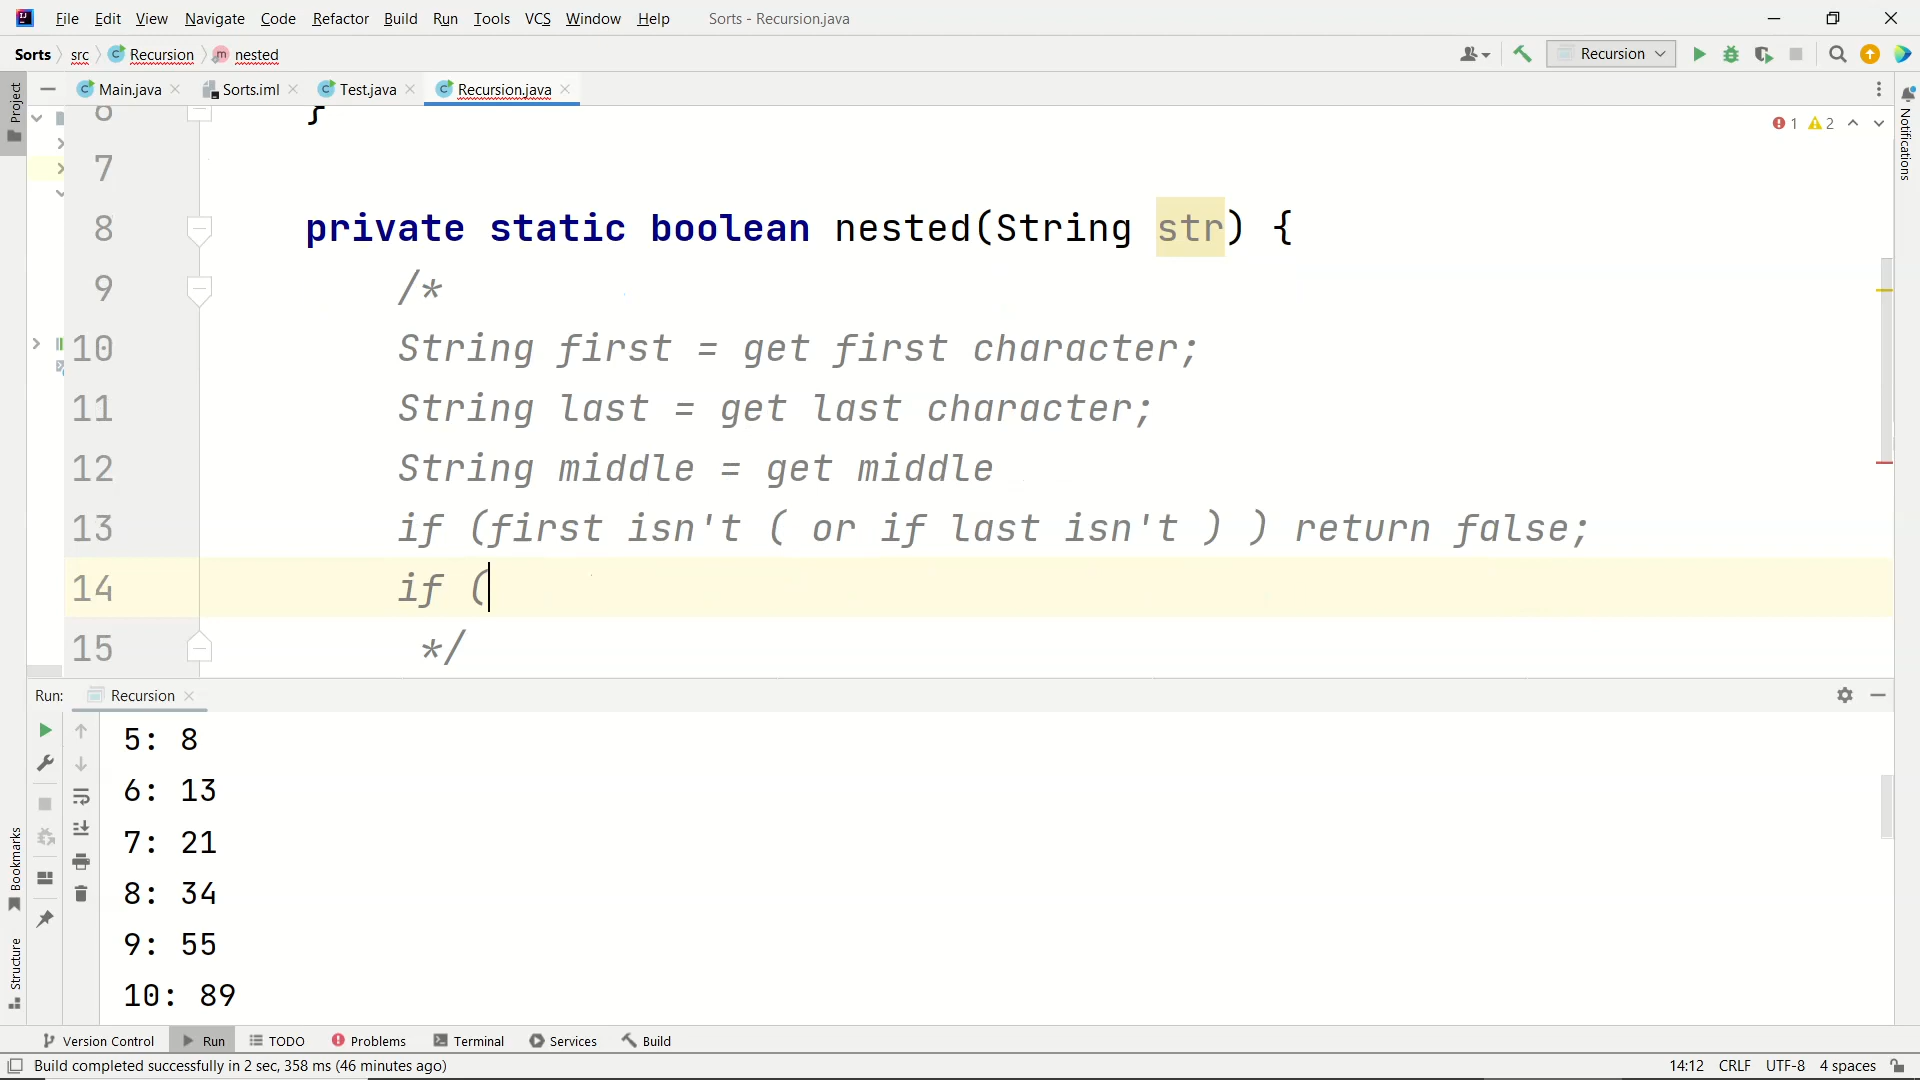 File Edit View Navigate Code Refactor Build Run Tools VCS Window Help Sorts - Recursion.java
Sorts src Recursion nested Recursion
Project Main.java Sorts.iml Test.java Recursion.java
6 }
1 2
7
Notifications
8 private static boolean nested(String str) {
9 /*
10 String first = get first character;
11 String last = get last character;
12 String middle = get middle
13 if (first isn't ( or if last isn't ) ) return false;
14 if (
15 */
Run: Recursion
5: 8
6: 13
7: 21
8: 34
9: 55
10: 89
Bookmarks
Structure
Version Control Run TODO Problems Terminal Services Build
Build completed successfully in 2 sec, 358 ms (46 minutes ago) 14:12 CRLF UTF-8 4 spaces